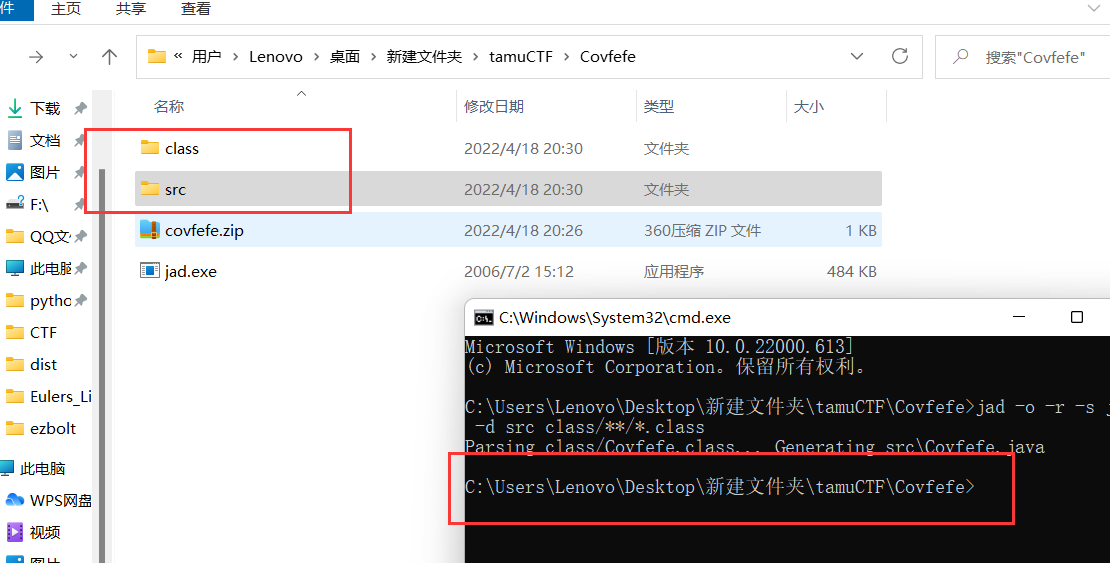 件 主页 共享 查看
« 用户 › Lenovo › 桌面 › 新建文件夹 › tamuCTF › Covfefe
搜索"Covfefe"
名称 修改日期 类型 大小
下载
文档
图片
F:\
QQ文
此电脑
pytho
CTF
dist
Eulers_Li
ezbolt
此电脑
WPS网盘
视频
图片
class 2022/4/18 20:30 文件夹
src 2022/4/18 20:30 文件夹
covfefe.zip 2022/4/18 20:26 360压缩 ZIP 文件 1 KB
jad.exe 2006/7/2 15:12 应用程序 484 KB
C:\Windows\System32\cmd.exe
Microsoft Windows [版本 10.0.22000.613]
(c) Microsoft Corporation。保留所有权利。
C:\Users\Lenovo\Desktop\新建文件夹\tamuCTF\Covfefe>jad -o -r -s j
-d src class/**/*.class
Parsing class/Covfefe.class... Generating src\Covfefe.java
C:\Users\Lenovo\Desktop\新建文件夹\tamuCTF\Covfefe>